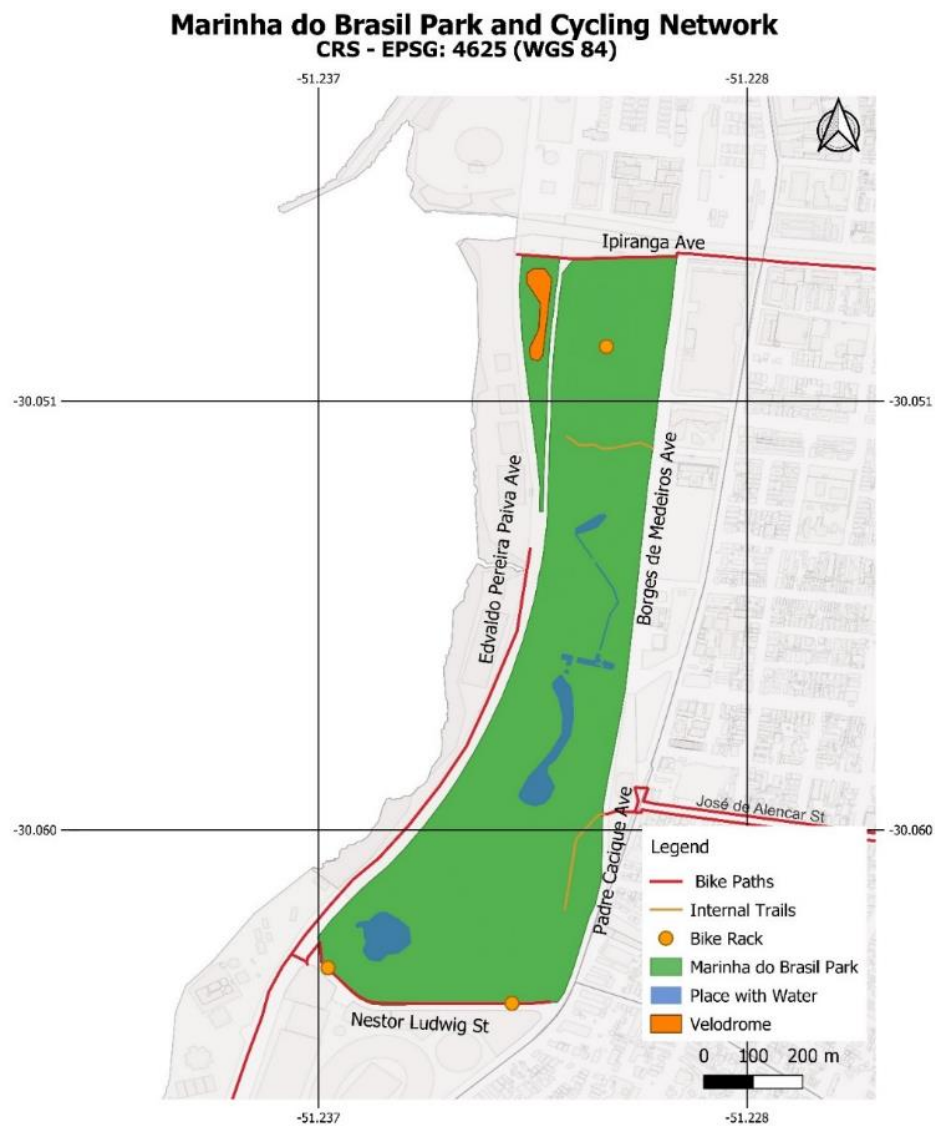 Marinha do Brasil Park and Cycling Network
CRS - EPSG: 4625 (WGS 84)
-51.237
-51.228
Ipiranga Ave
-30.051
-30.051
Edvaldo Pereira Paiva Ave
Borges de Medeiros Ave
José de Alencar St
-30.060
-30.060
Padre Cacique Ave
Legend
Bike Paths
Internal Trails
Bike Rack
Marinha do Brasil Park
Place with Water
Velodrome
Nestor Ludwig St
0 100 200 m
-51.237
-51.228